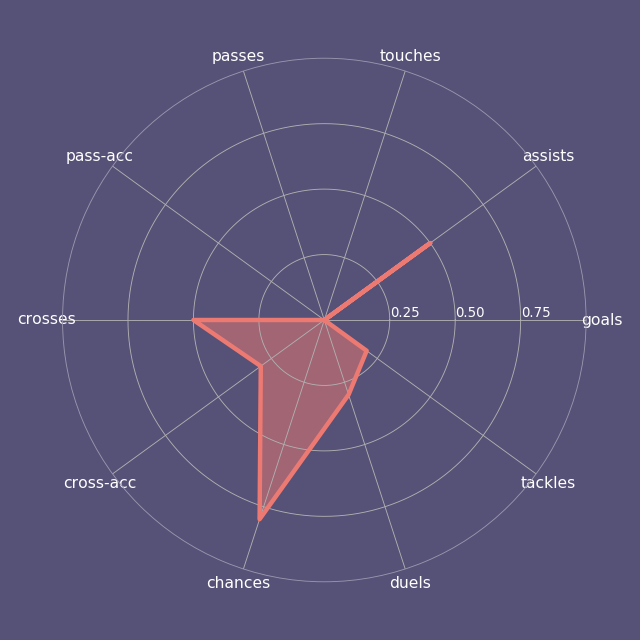 passes
touches
pass-acc
assists
crosses
0.25
0.50
0.75
goals
cross-acc
tackles
chances
duels